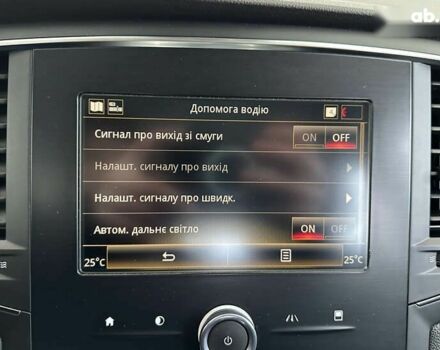 ab.
Допомога водію
Сигнал про вихід зі смуги ON OFF
Налашт. сигналу про вихід
Налашт. сигналу про швидк.
Автом. дальнє світло ON OFF
25°C 25°C